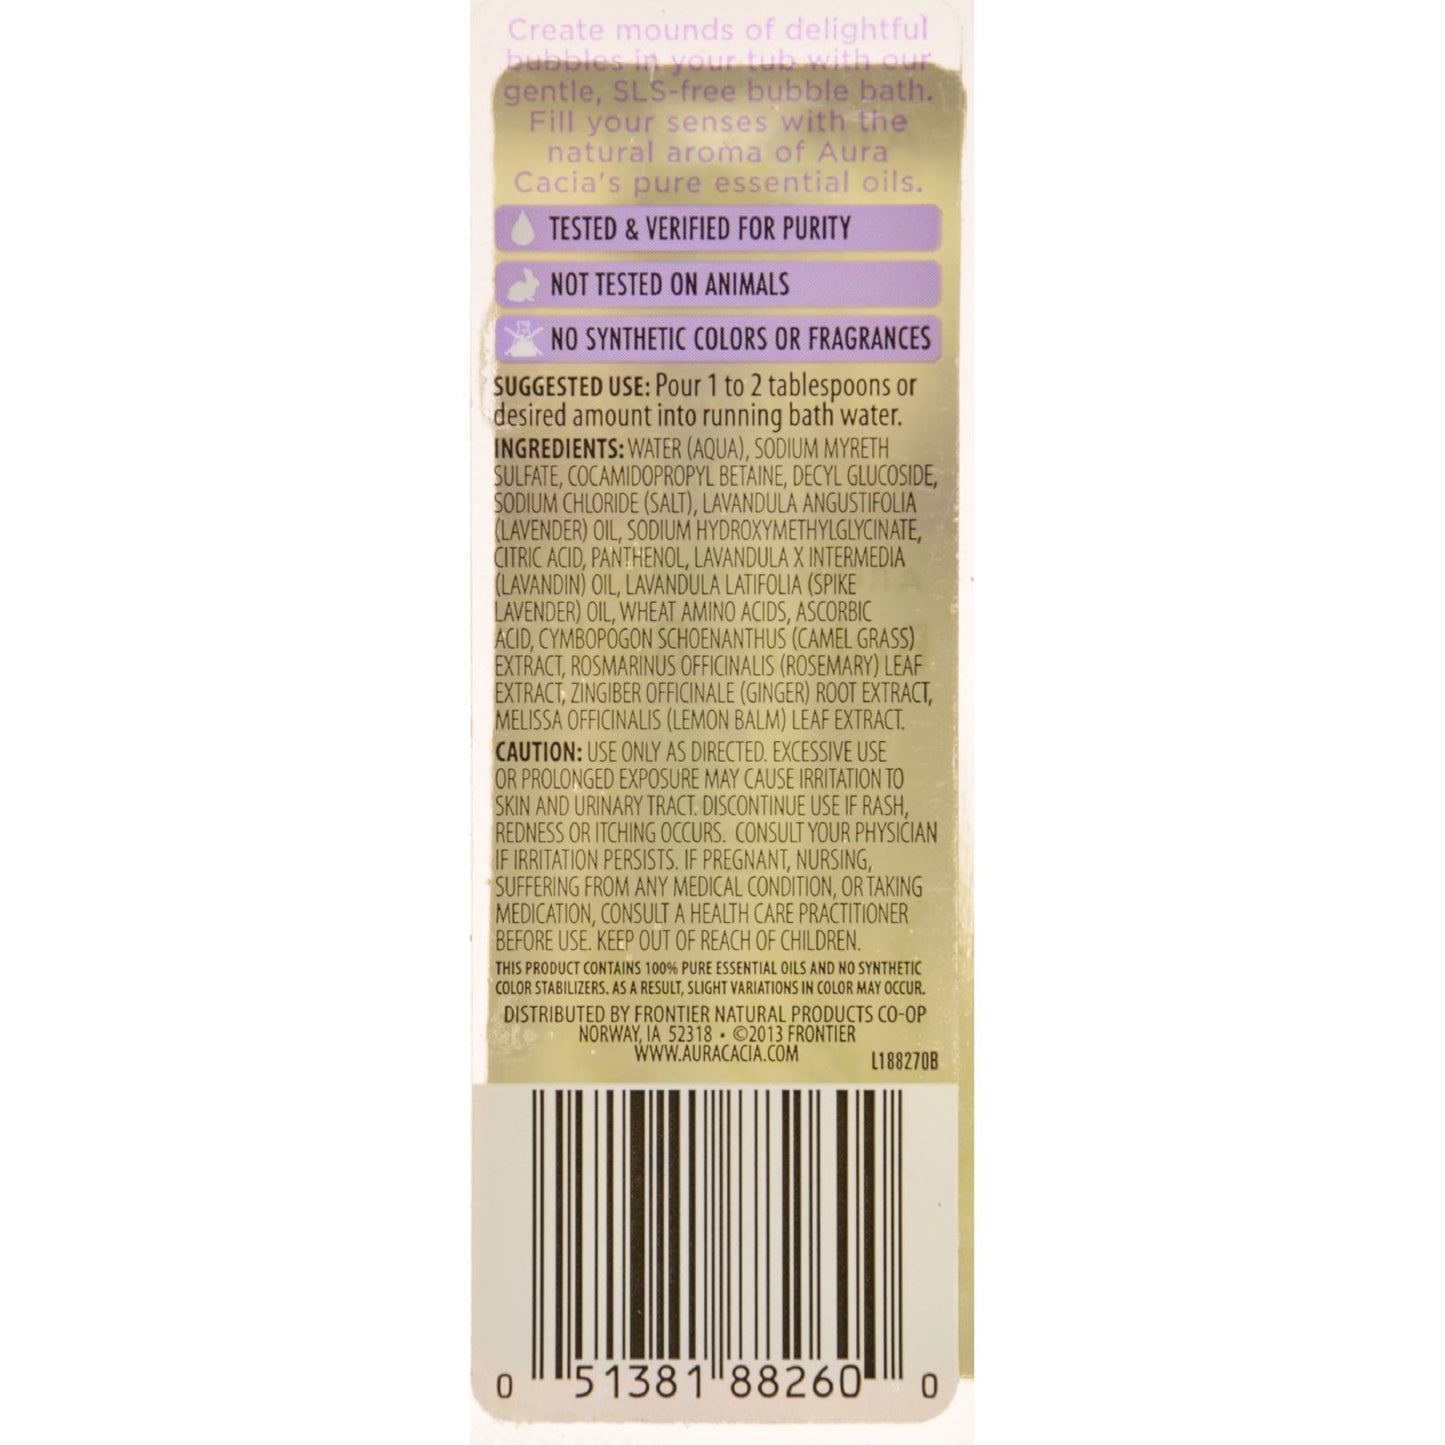 Create mounds of delightful
bubbles in your tub with our
gentle, SLS-free bubble bath.
Fill your senses with the
natural aroma of Aura
Cacia's pure essential oils.
TESTED & VERIFIED FOR PURITY
NOT TESTED ON ANIMALS
NO SYNTHETIC COLORS OR FRAGRANCES
SUGGESTED USE: Pour 1 to 2 tablespoons or
desired amount into running bath water.
INGREDIENTS: WATER (AQUA), SODIUM MYRETH
SULFATE, COCAMIDOPROPYL BETAINE, DECYL GLUCOSIDE,
SODIUM CHLORIDE (SALT), LAVANDULA ANGUSTIFOLIA
(LAVENDER) OIL, SODIUM HYDROXYMETHYLGLYCINATE,
CITRIC ACID, PANTHENOL, LAVANDULA X INTERMEDIA
(LAVANDIN) OIL, LAVANDULA LATIFOLIA (SPIKE
LAVENDER) OIL, WHEAT AMINO ACIDS, ASCORBIC
ACID, CYMBOPOGON SCHOENANTHUS (CAMEL GRASS)
EXTRACT, ROSMARINUS OFFICINALIS (ROSEMARY) LEAF
EXTRACT, ZINGIBER OFFICINALE (GINGER) ROOT EXTRACT,
MELISSA OFFICINALIS (LEMON BALM) LEAF EXTRACT.
CAUTION: USE ONLY AS DIRECTED. EXCESSIVE USE
OR PROLONGED EXPOSURE MAY CAUSE IRRITATION TO
SKIN AND URINARY TRACT. DISCONTINUE USE IF RASH,
REDNESS OR ITCHING OCCURS. CONSULT YOUR PHYSICIAN
IF IRRITATION PERSISTS. IF PREGNANT, NURSING,
SUFFERING FROM ANY MEDICAL CONDITION, OR TAKING
MEDICATION, CONSULT A HEALTH CARE PRACTITIONER
BEFORE USE. KEEP OUT OF REACH OF CHILDREN.
THIS PRODUCT CONTAINS 100% PURE ESSENTIAL OILS AND NO SYNTHETIC
COLOR STABILIZERS. AS A RESULT, SLIGHT VARIATIONS IN COLOR MAY OCCUR.
DISTRIBUTED BY FRONTIER NATURAL PRODUCTS CO-OP
NORWAY, IA 52318 • ©2013 FRONTIER
WWW.AURACACIA.COM
L188270B
0 51381 88260 0